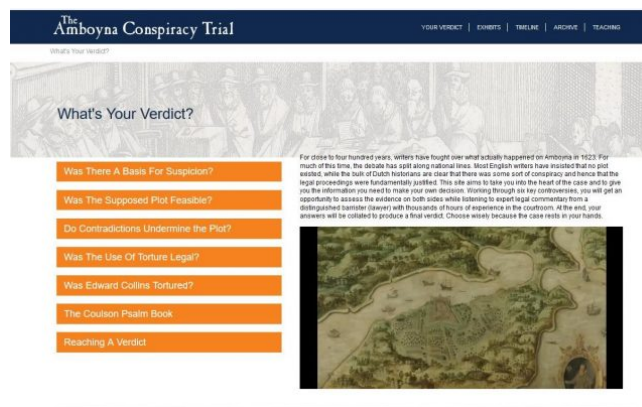 The
Amboyna Conspiracy Trial
YOUR VERDICT | EXHIBITS | TIMELINE | ARCHIVE | TEACHING
What's Your Verdict?
What's Your Verdict?
Was There A Basis For Suspicion?
Was The Supposed Plot Feasible?
Do Contradictions Undermine the Plot?
Was The Use Of Torture Legal?
Was Edward Collins Tortured?
The Coulson Psalm Book
Reaching A Verdict
For close to four hundred years, writers have fought over what actually happened on Amboyna in 1623. For
much of this time, the debate has split along national lines. Most English writers have insisted that no plot
existed, while the bulk of Dutch historians are clear that there was some sort of conspiracy and hence that the
legal proceedings were fundamentally justified. This site aims to take you into the heart of the case and to give
you the information you need to make your own decision. Working through six key controversies, you will get an
opportunity to assess the evidence on both sides while listening to expert legal commentary from a
distinguished barrister (lawyer) with thousands of hours of experience in the courtroom. At the end, your
answers will be collated to produce a final verdict. Choose wisely because the case rests in your hands.